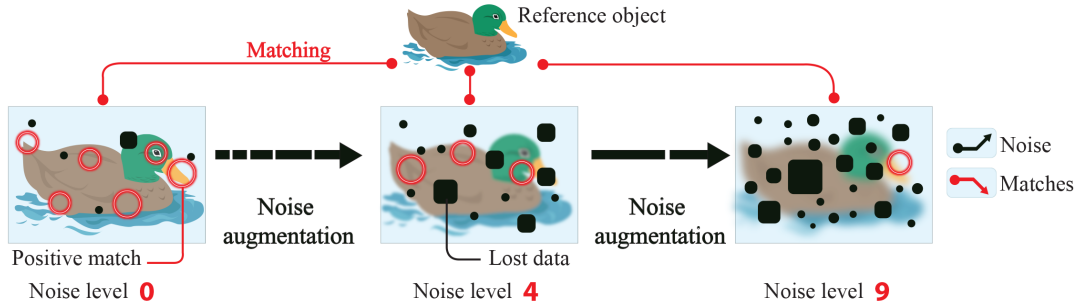 Reference object
Matching
Noise
augmentation
Noise
augmentation
Noise
Matches
Positive match
Lost data
Noise level 0
Noise level 4
Noise level 9